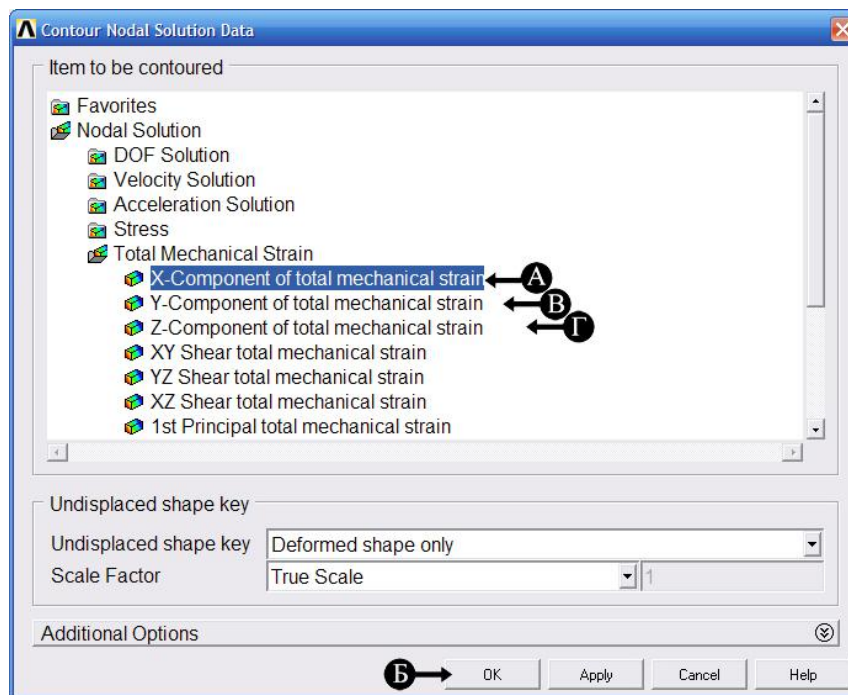 Contour Nodal Solution Data
Item to be contoured
Favorites
Nodal Solution
DOF Solution
Velocity Solution
Acceleration Solution
Stress
Total Mechanical Strain
X-Component of total mechanical strain А
Y-Component of total mechanical strain В
Z-Component of total mechanical strain Г
XY Shear total mechanical strain
YZ Shear total mechanical strain
XZ Shear total mechanical strain
1st Principal total mechanical strain
Undisplaced shape key
Undisplaced shape key Deformed shape only
Scale Factor True Scale 1
Additional Options
Б OK Apply Cancel Help